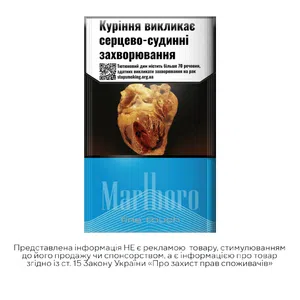 Куріння викликає
серцево-судинні
захворювання
Тютюновий дим містить більше 70 речовин,
здатних викликати захворювання на рак
stopsmoking.org.ua
Marlboro
Представлена інформація НЕ є рекламою товару, стимулюванням
до його продажу чи спонсорством, а є інформацією про товар
згідно із ст. 15 Закону України «Про захист прав споживачів»